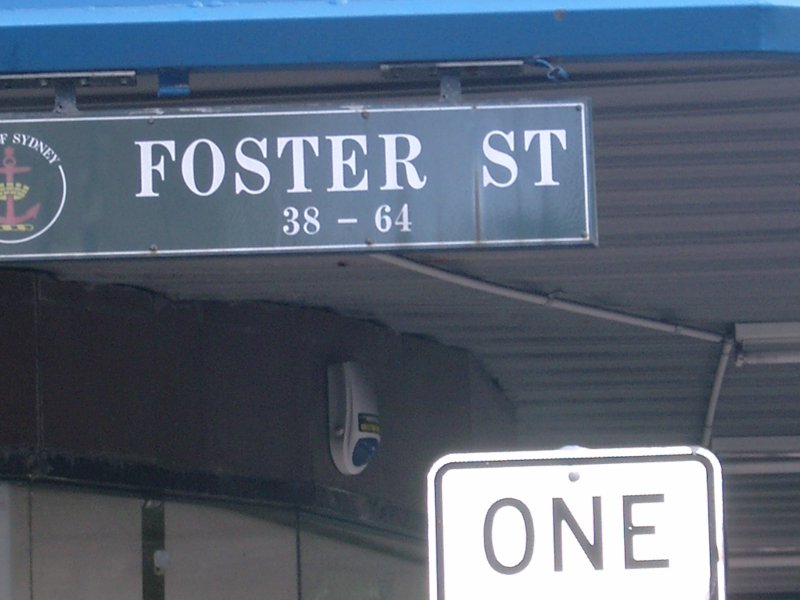 F SYDNEY
FOSTER ST
38 - 64
ONE